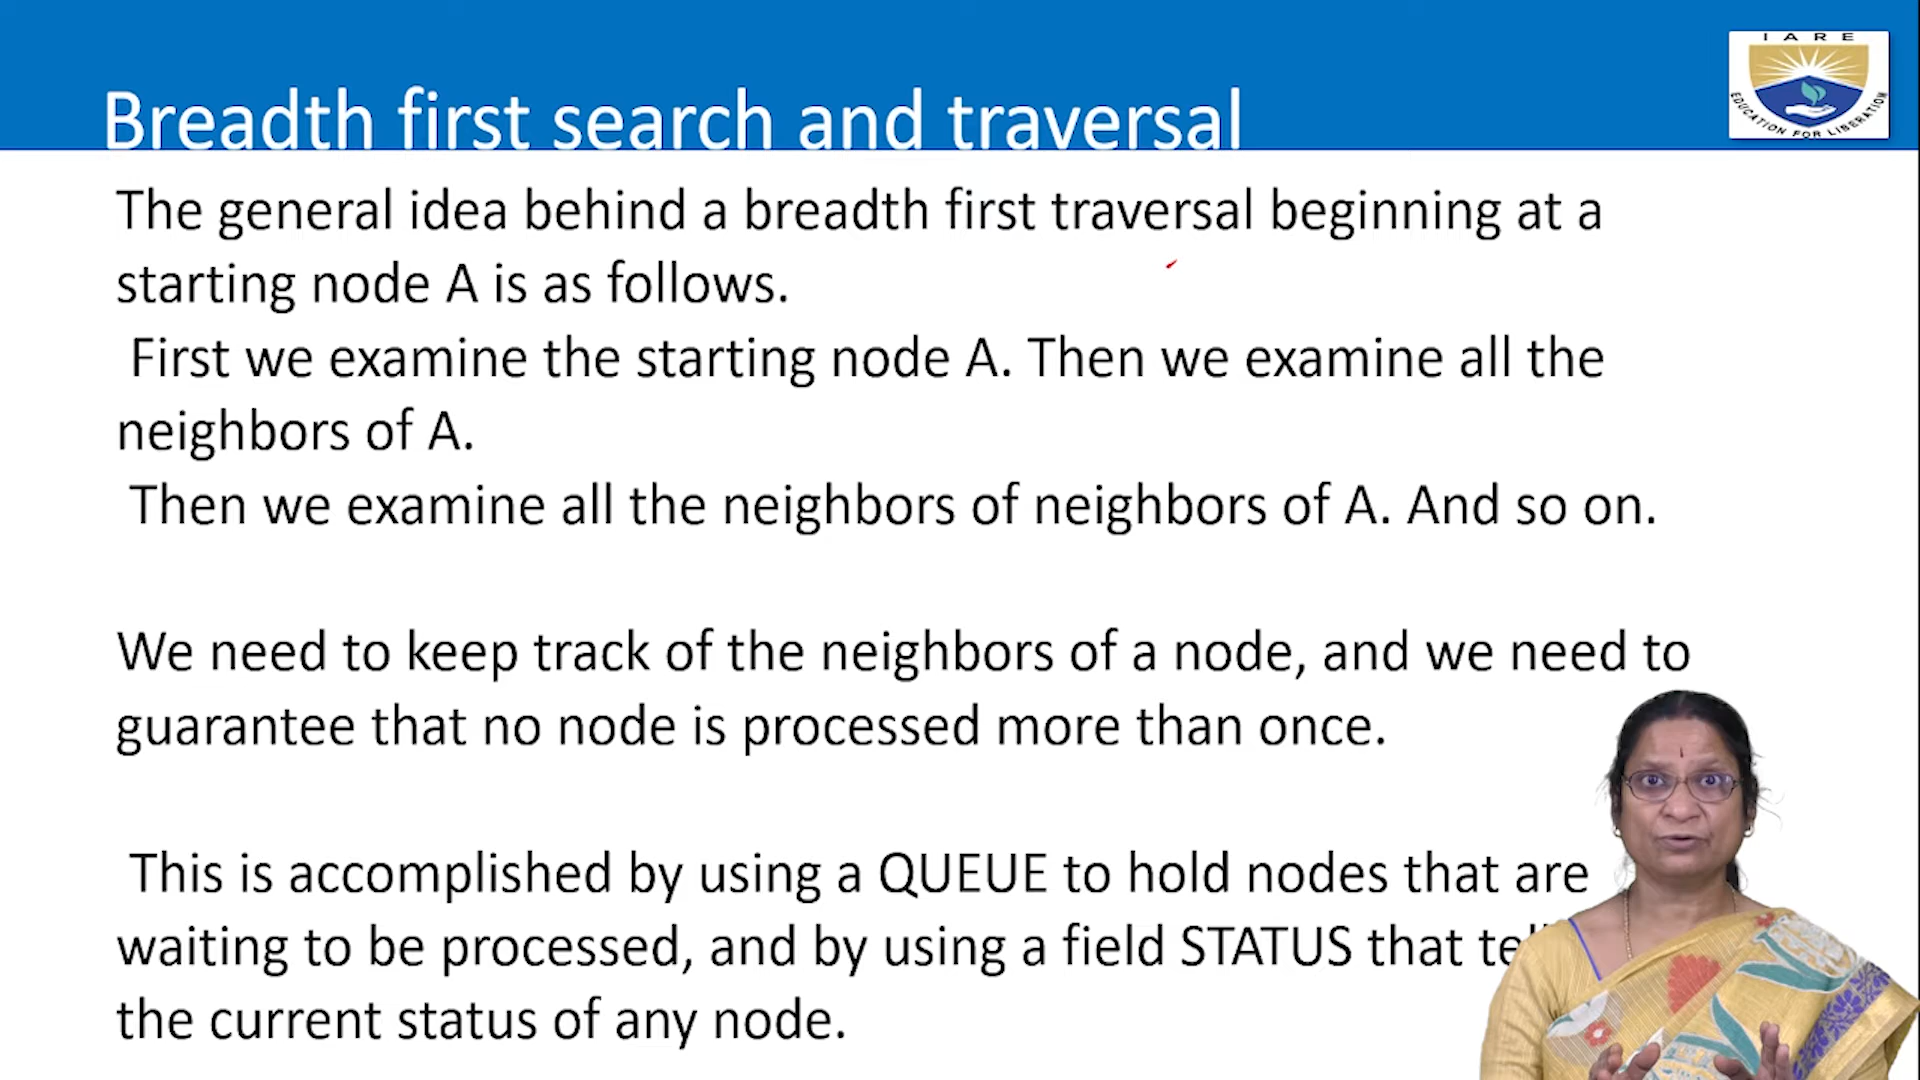 IARE
EDUCATION FOR LIBERATION
Breadth first search and traversal
The general idea behind a breadth first traversal beginning at a
starting node A is as follows.
First we examine the starting node A. Then we examine all the
neighbors of A.
Then we examine all the neighbors of neighbors of A. And so on.
We need to keep track of the neighbors of a node, and we need to
guarantee that no node is processed more than once.
This is accomplished by using a QUEUE to hold nodes that are
waiting to be processed, and by using a field STATUS that
the current status of any node.